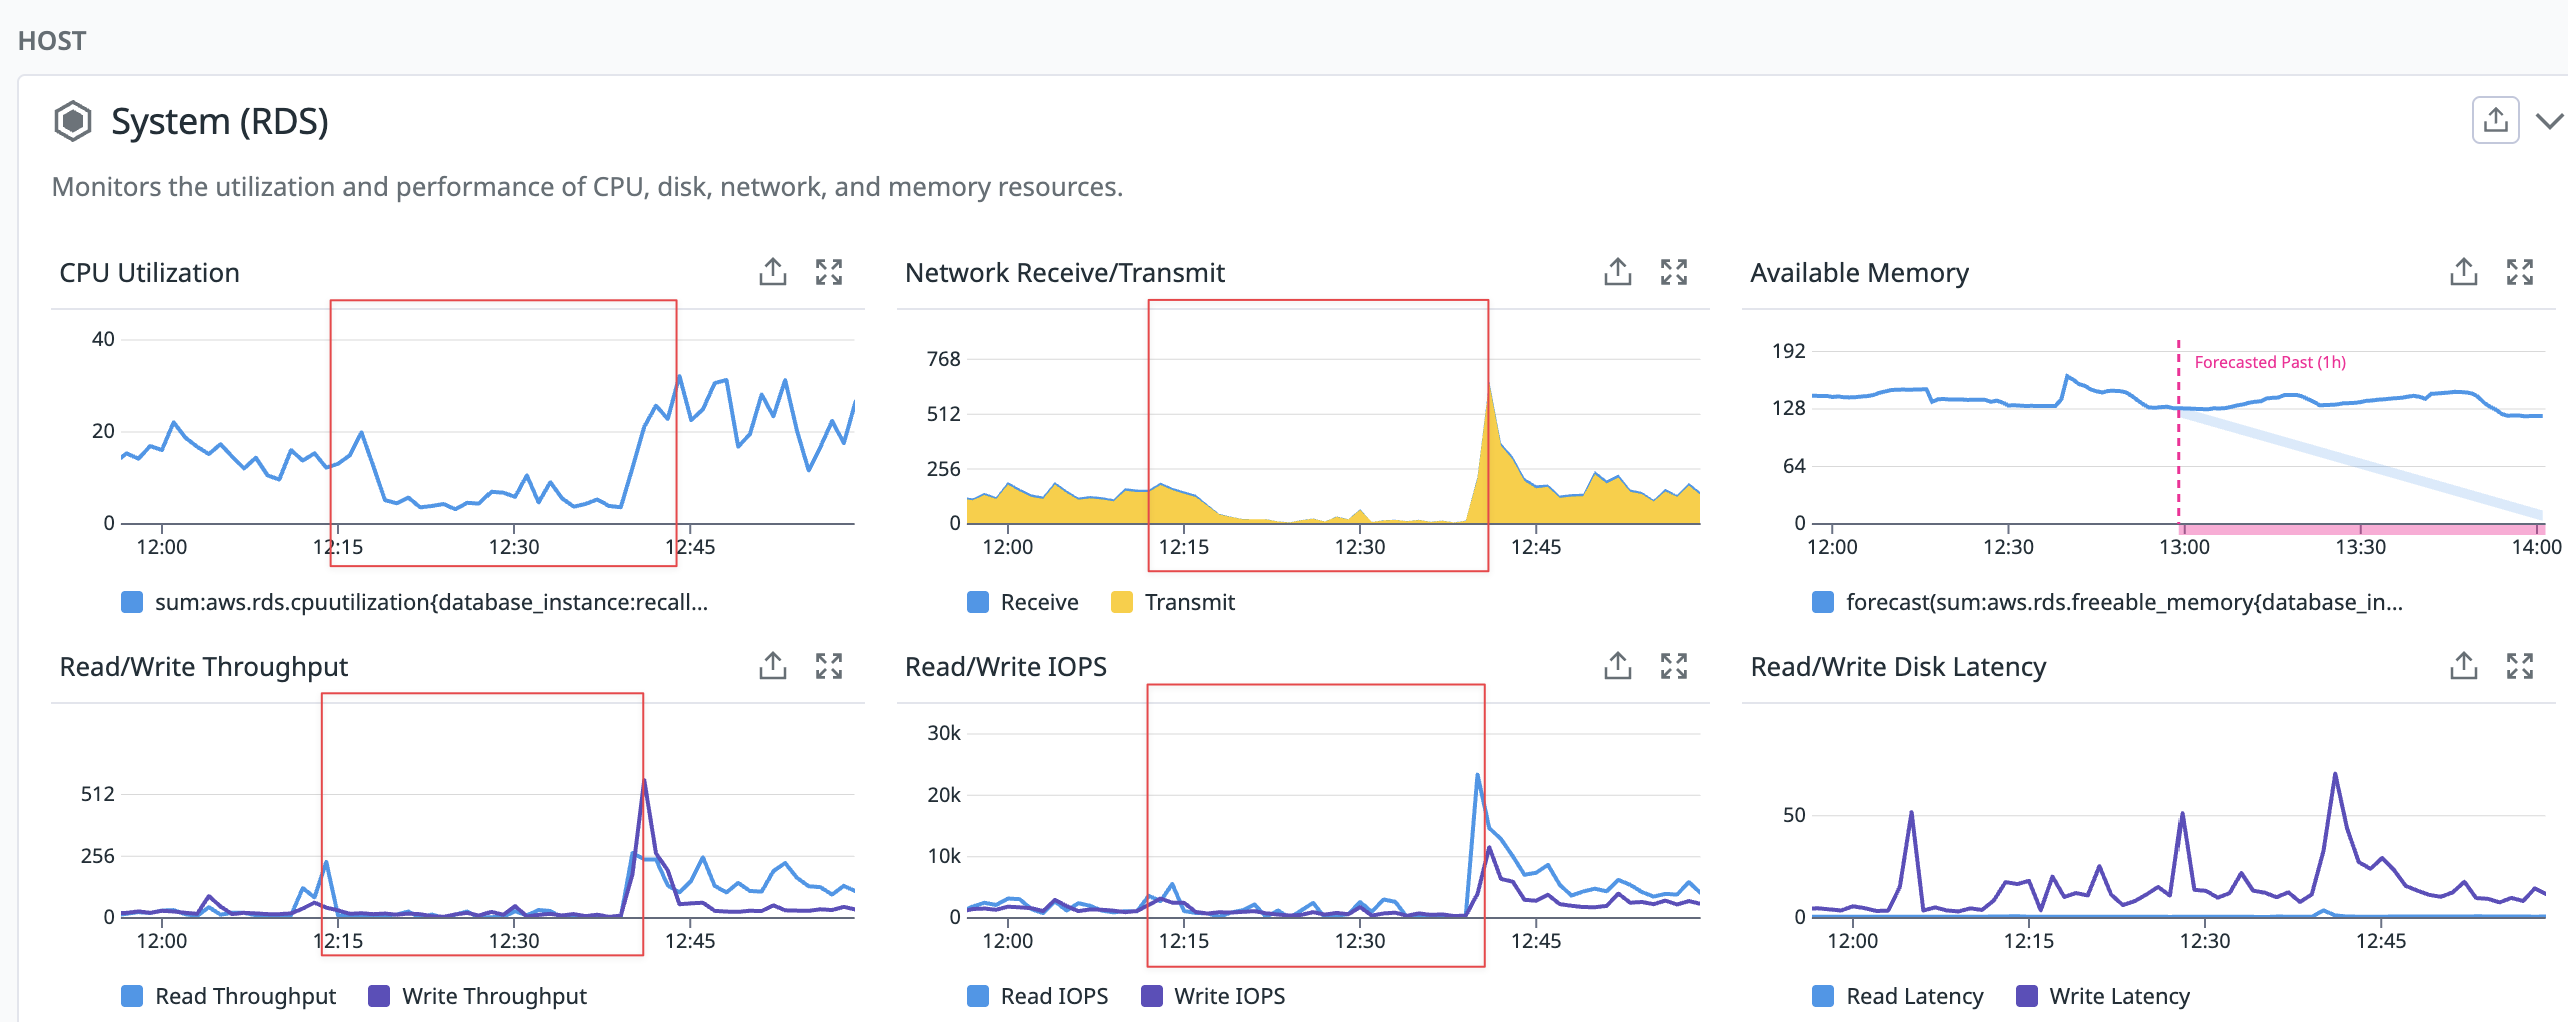 HOST
System (RDS)
Monitors the utilization and performance of CPU, disk, network, and memory resources.
CPU Utilization
40
20
0
12:00 12:15 12:30 12:45
sum:aws.rds.cpuutilization{database_instance:recall...
Network Receive/Transmit
768
512
256
0
12:00 12:15 12:30 12:45
Receive Transmit
Available Memory
192
Forecasted Past (1h)
128
64
0
12:00 12:30 13:00 13:30 14:00
forecast(sum:aws.rds.freeable_memory{database_in...
Read/Write Throughput
512
256
0
12:00 12:15 12:30 12:45
Read Throughput Write Throughput
Read/Write IOPS
30k
20k
10k
0
12:00 12:15 12:30 12:45
Read IOPS Write IOPS
Read/Write Disk Latency
50
0
12:00 12:15 12:30 12:45
Read Latency Write Latency